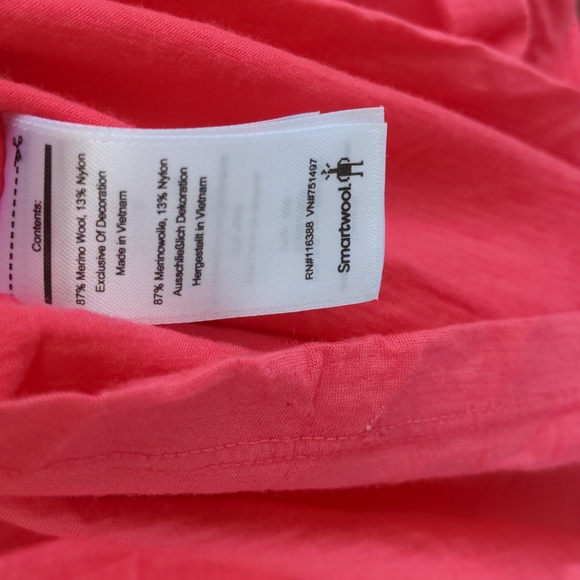 Contents:
87% Merino Wool, 13% Nylon
Exclusive Of Decoration
Made in Vietnam
87% Merinowolle, 13% Nylon
Ausschließlich Dekoration
Hergestellt in Vietnam
RN#116388 VN#751497
Smartwool.